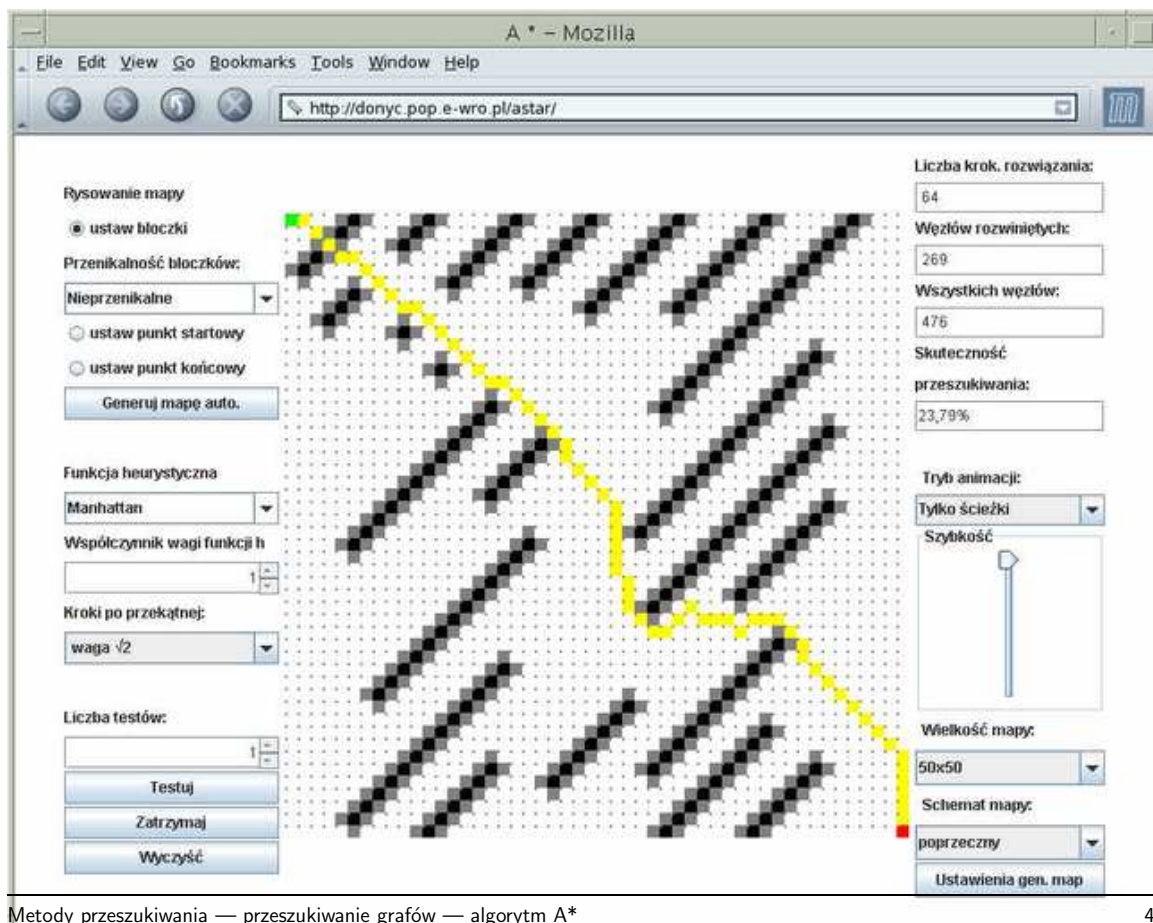 A * – Mozilla
File Edit View Go Bookmarks Tools Window Help
http://donyc.pop.e-wro.pl/astar/
Rysowanie mapy
ustaw bloczki
Przenikalność bloczków:
Nieprzenikalne
ustaw punkt startowy
ustaw punkt końcowy
Generuj mapę auto.
Funkcja heurystyczna
Manhattan
Współczynnik wagi funkcji h
1
Kroki po przekątnej:
waga √2
Liczba testów:
1
Testuj
Zatrzymaj
Wyczyść
Liczba krok. rozwiązania:
64
Węzłów rozwiniętych:
269
Wszystkich węzłów:
476
Skuteczność
przeszukiwania:
23,79%
Tryb animacji:
Tylko ścieżki
Szybkość
Wielkość mapy:
50x50
Schemat mapy:
poprzeczny
Ustawienia gen. map
Metody przeszukiwania — przeszukiwanie grafów — algorytm A* 4